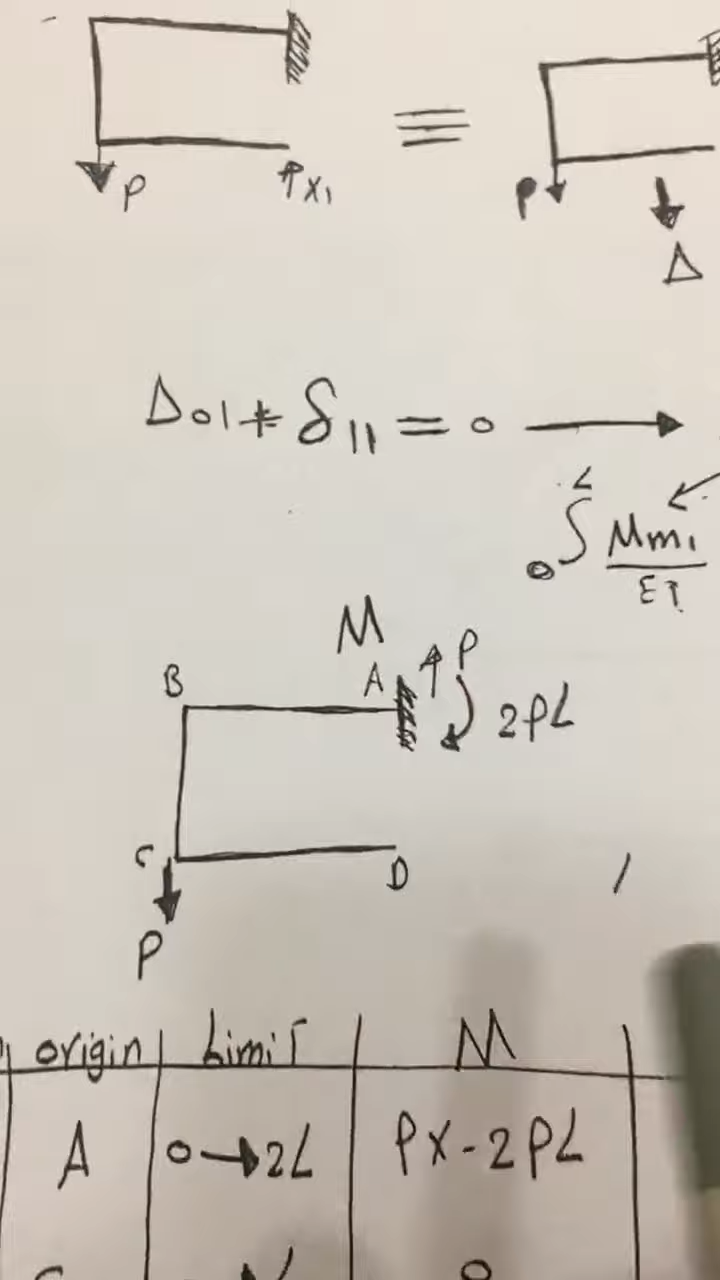 P
↑X₁
≡
P
Δ
Δ₀₁ + δ₁₁ = 0 →
₀∫ᴸ Mm₁/EI
M
B A ↑P
2PL
C D
P
origin Limit M
A 0→2L PX-2PL
0